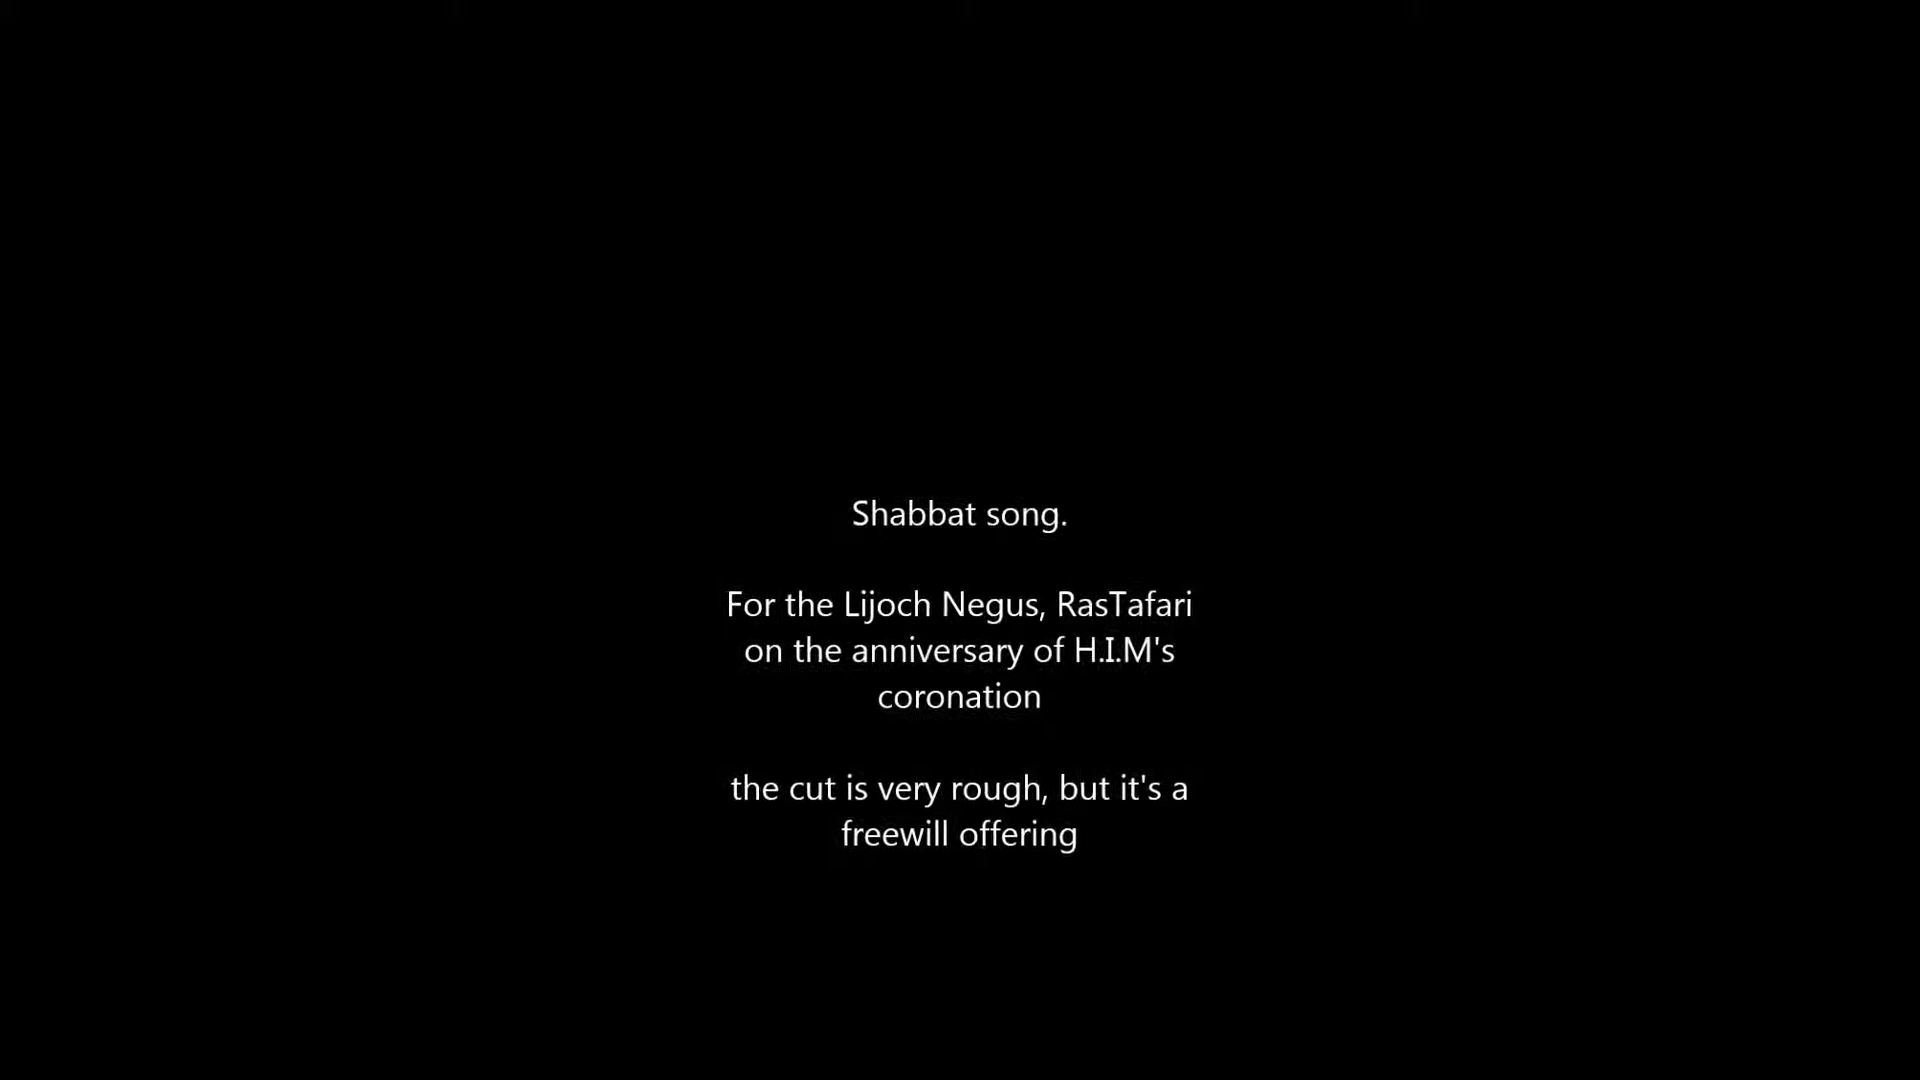 Shabbat song.
For the Lijoch Negus, RasTafari
on the anniversary of H.I.M's
coronation
the cut is very rough, but it's a
freewill offering